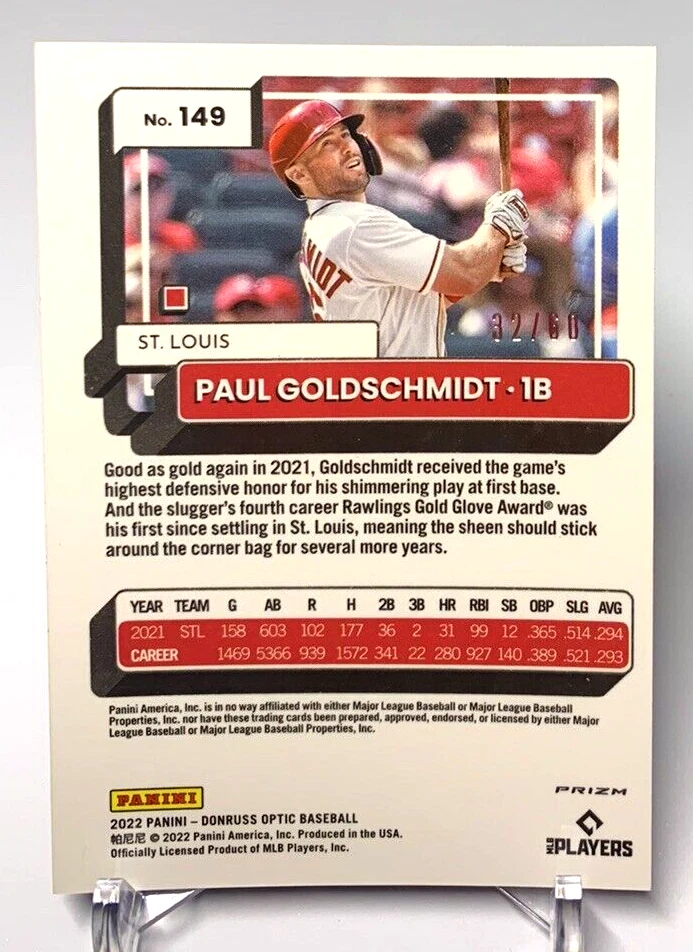 No. 149
MIDT
32/60
ST. LOUIS
PAUL GOLDSCHMIDT · 1B
Good as gold again in 2021, Goldschmidt received the game's
highest defensive honor for his shimmering play at first base.
And the slugger's fourth career Rawlings Gold Glove Award® was
his first since settling in St. Louis, meaning the sheen should stick
around the corner bag for several more years.
YEAR TEAM G AB R H 2B 3B HR RBI SB OBP SLG AVG
2021 STL 158 603 102 177 36 2 31 99 12 .365 .514 .294
CAREER 1469 5366 939 1572 341 22 280 927 140 .389 .521 .293
Panini America, Inc. is in no way affiliated with either Major League Baseball or Major League Baseball
Properties, Inc. nor have these trading cards been prepared, approved, endorsed, or licensed by either Major
League Baseball or Major League Baseball Properties, Inc.
PANINI
2022 PANINI – DONRUSS OPTIC BASEBALL
帕尼尼 © 2022 Panini America, Inc. Produced in the USA.
Officially Licensed Product of MLB Players, Inc.
PRIZM
MLB PLAYERS